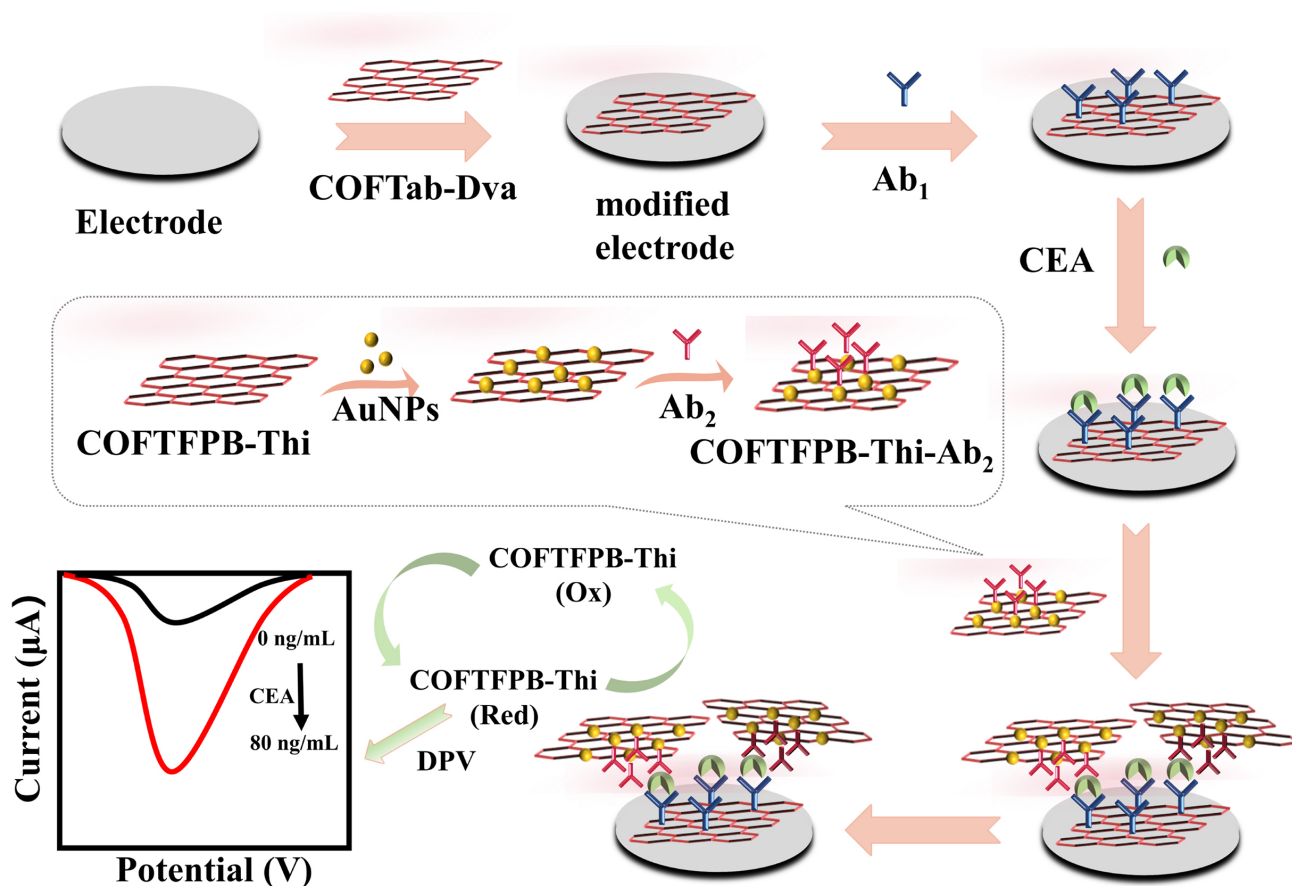 Electrode
COFTab-Dva
modified
electrode
Ab₁
CEA
COFTFPB-Thi
AuNPs
Ab₂
COFTFPB-Thi-Ab₂
COFTFPB-Thi
(Ox)
COFTFPB-Thi
(Red)
DPV
Current (μA)
0 ng/mL
CEA
80 ng/mL
Potential (V)